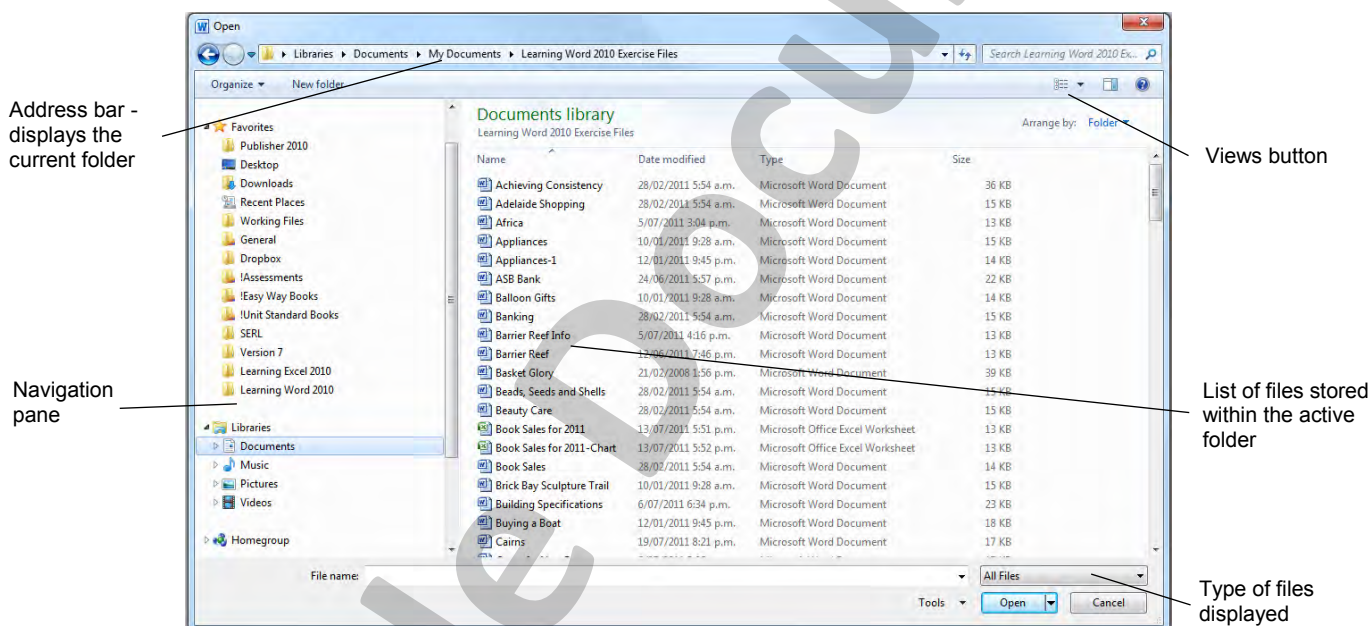 Open
Libraries Documents My Documents Learning Word 2010 Exercise Files
Search Learning Word 2010 Ex...
Organize New folder
Address bar -
displays the
current folder
Favorites
Publisher 2010
Desktop
Downloads
Recent Places
Working Files
General
Dropbox
!Assessments
!Easy Way Books
!Unit Standard Books
SERL
Version 7
Learning Excel 2010
Learning Word 2010
Navigation
pane
Libraries
Documents
Music
Pictures
Videos
Homegroup
Documents library
Learning Word 2010 Exercise Files
Arrange by: Folder
Views button
Name Date modified Type Size
Achieving Consistency 28/02/2011 5:54 a.m. Microsoft Word Document 36 KB
Adelaide Shopping 28/02/2011 5:54 a.m. Microsoft Word Document 15 KB
Africa 5/07/2011 3:04 p.m. Microsoft Word Document 13 KB
Appliances 10/01/2011 9:28 a.m. Microsoft Word Document 15 KB
Appliances-1 12/01/2011 9:45 p.m. Microsoft Word Document 14 KB
ASB Bank 24/06/2011 5:57 p.m. Microsoft Word Document 22 KB
Balloon Gifts 10/01/2011 9:28 a.m. Microsoft Word Document 14 KB
Banking 28/02/2011 5:54 a.m. Microsoft Word Document 15 KB
Barrier Reef Info 5/07/2011 4:16 p.m. Microsoft Word Document 13 KB
Barrier Reef 12/06/2011 7:46 p.m. Microsoft Word Document 13 KB
Basket Glory 21/02/2008 1:56 p.m. Microsoft Word Document 39 KB
Beads, Seeds and Shells 28/02/2011 5:54 a.m. Microsoft Word Document 15 KB
Beauty Care 28/02/2011 5:54 a.m. Microsoft Word Document 15 KB
Book Sales for 2011 13/07/2011 5:51 p.m. Microsoft Office Excel Worksheet 13 KB
Book Sales for 2011-Chart 13/07/2011 5:52 p.m. Microsoft Office Excel Worksheet 13 KB
Book Sales 28/02/2011 5:54 a.m. Microsoft Word Document 14 KB
Brick Bay Sculpture Trail 10/01/2011 9:28 a.m. Microsoft Word Document 15 KB
Building Specifications 6/07/2011 6:34 p.m. Microsoft Word Document 23 KB
Buying a Boat 12/01/2011 9:45 p.m. Microsoft Word Document 18 KB
Cairns 19/07/2011 8:21 p.m. Microsoft Word Document 17 KB
List of files stored
within the active
folder
File name:
All Files
Tools Open Cancel
Type of files
displayed